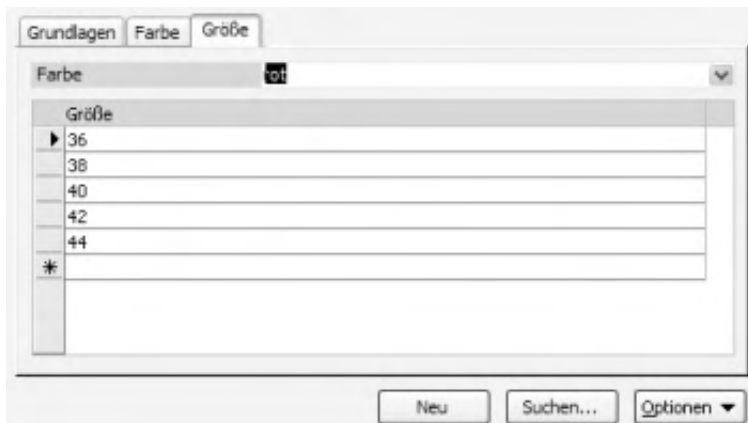 Grundlagen Farbe Größe
Farbe rot
Größe
36
38
40
42
44
Neu Suchen... Optionen